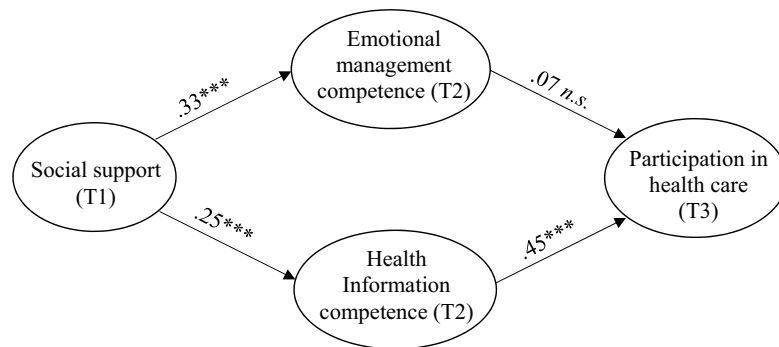 Emotional
management
competence (T2)
.33***
.07 n.s.
Social support
(T1)
Participation in
health care
(T3)
.25***
.45***
Health
Information
competence (T2)